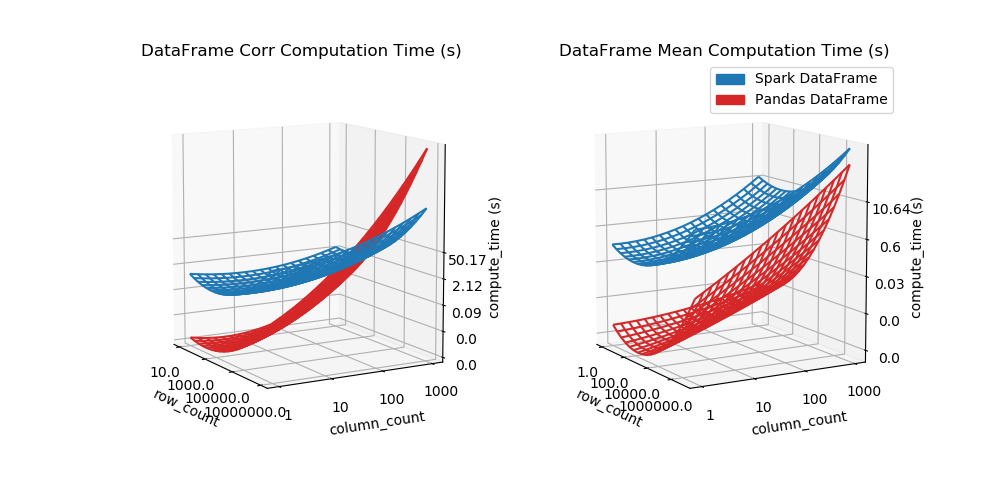 DataFrame Corr Computation Time (s)
50.17
2.12
0.09
0.0
0.0
compute_time (s)
10.0
1000.0
1000000.0
10000000.0
row_count
1
10
100
1000
column_count
DataFrame Mean Computation Time (s)
Spark DataFrame
Pandas DataFrame
10.64
0.6
0.03
0.0
0.0
compute_time (s)
1.0
100.0
10000.0
1000000.0
row_count
1
10
100
1000
column_count